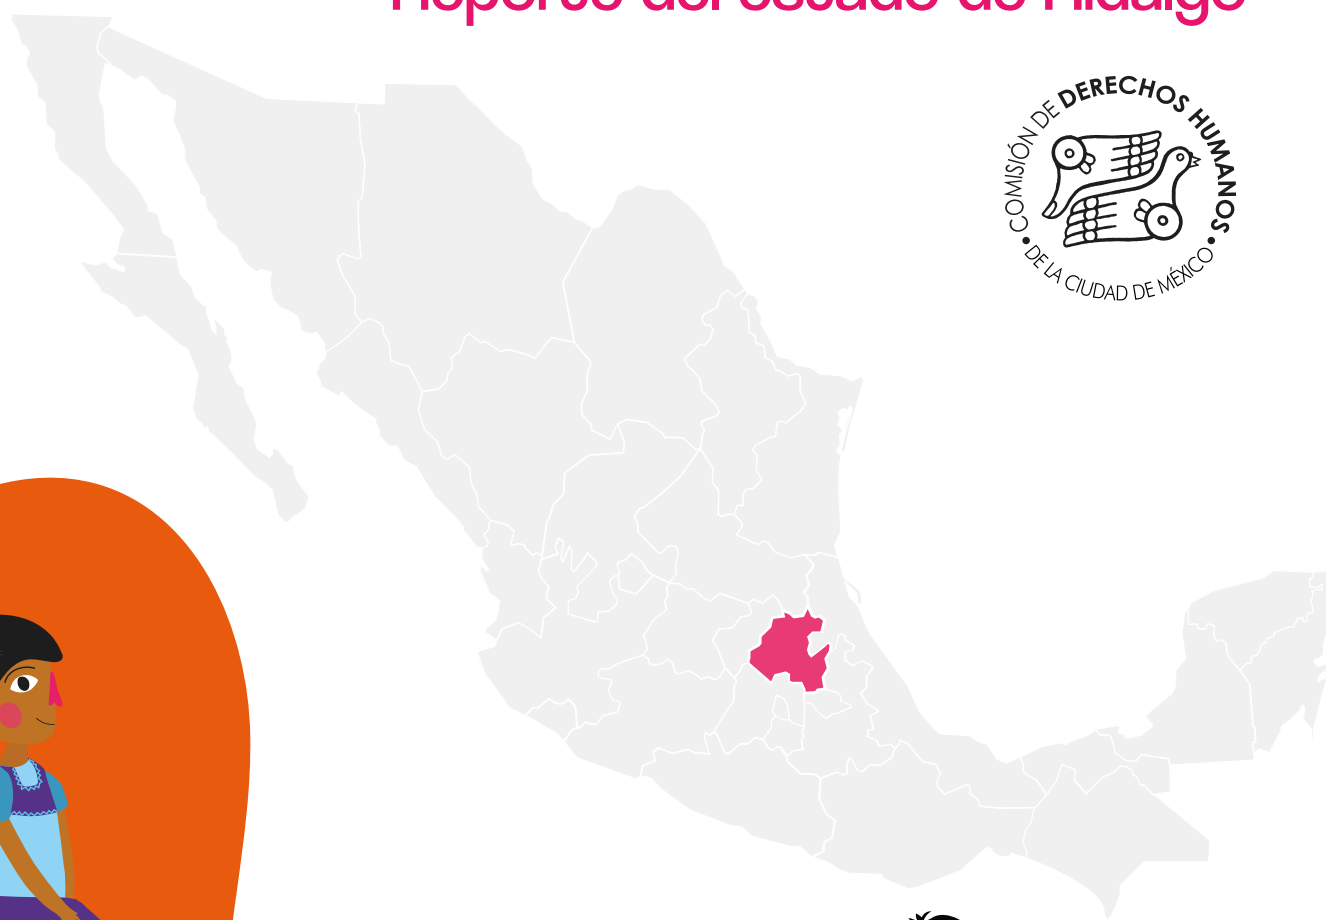 Reporte del estado de Hidalgo
COMISIÓN DE DERECHOS HUMANOS
• DE LA CIUDAD DE MÉXICO •